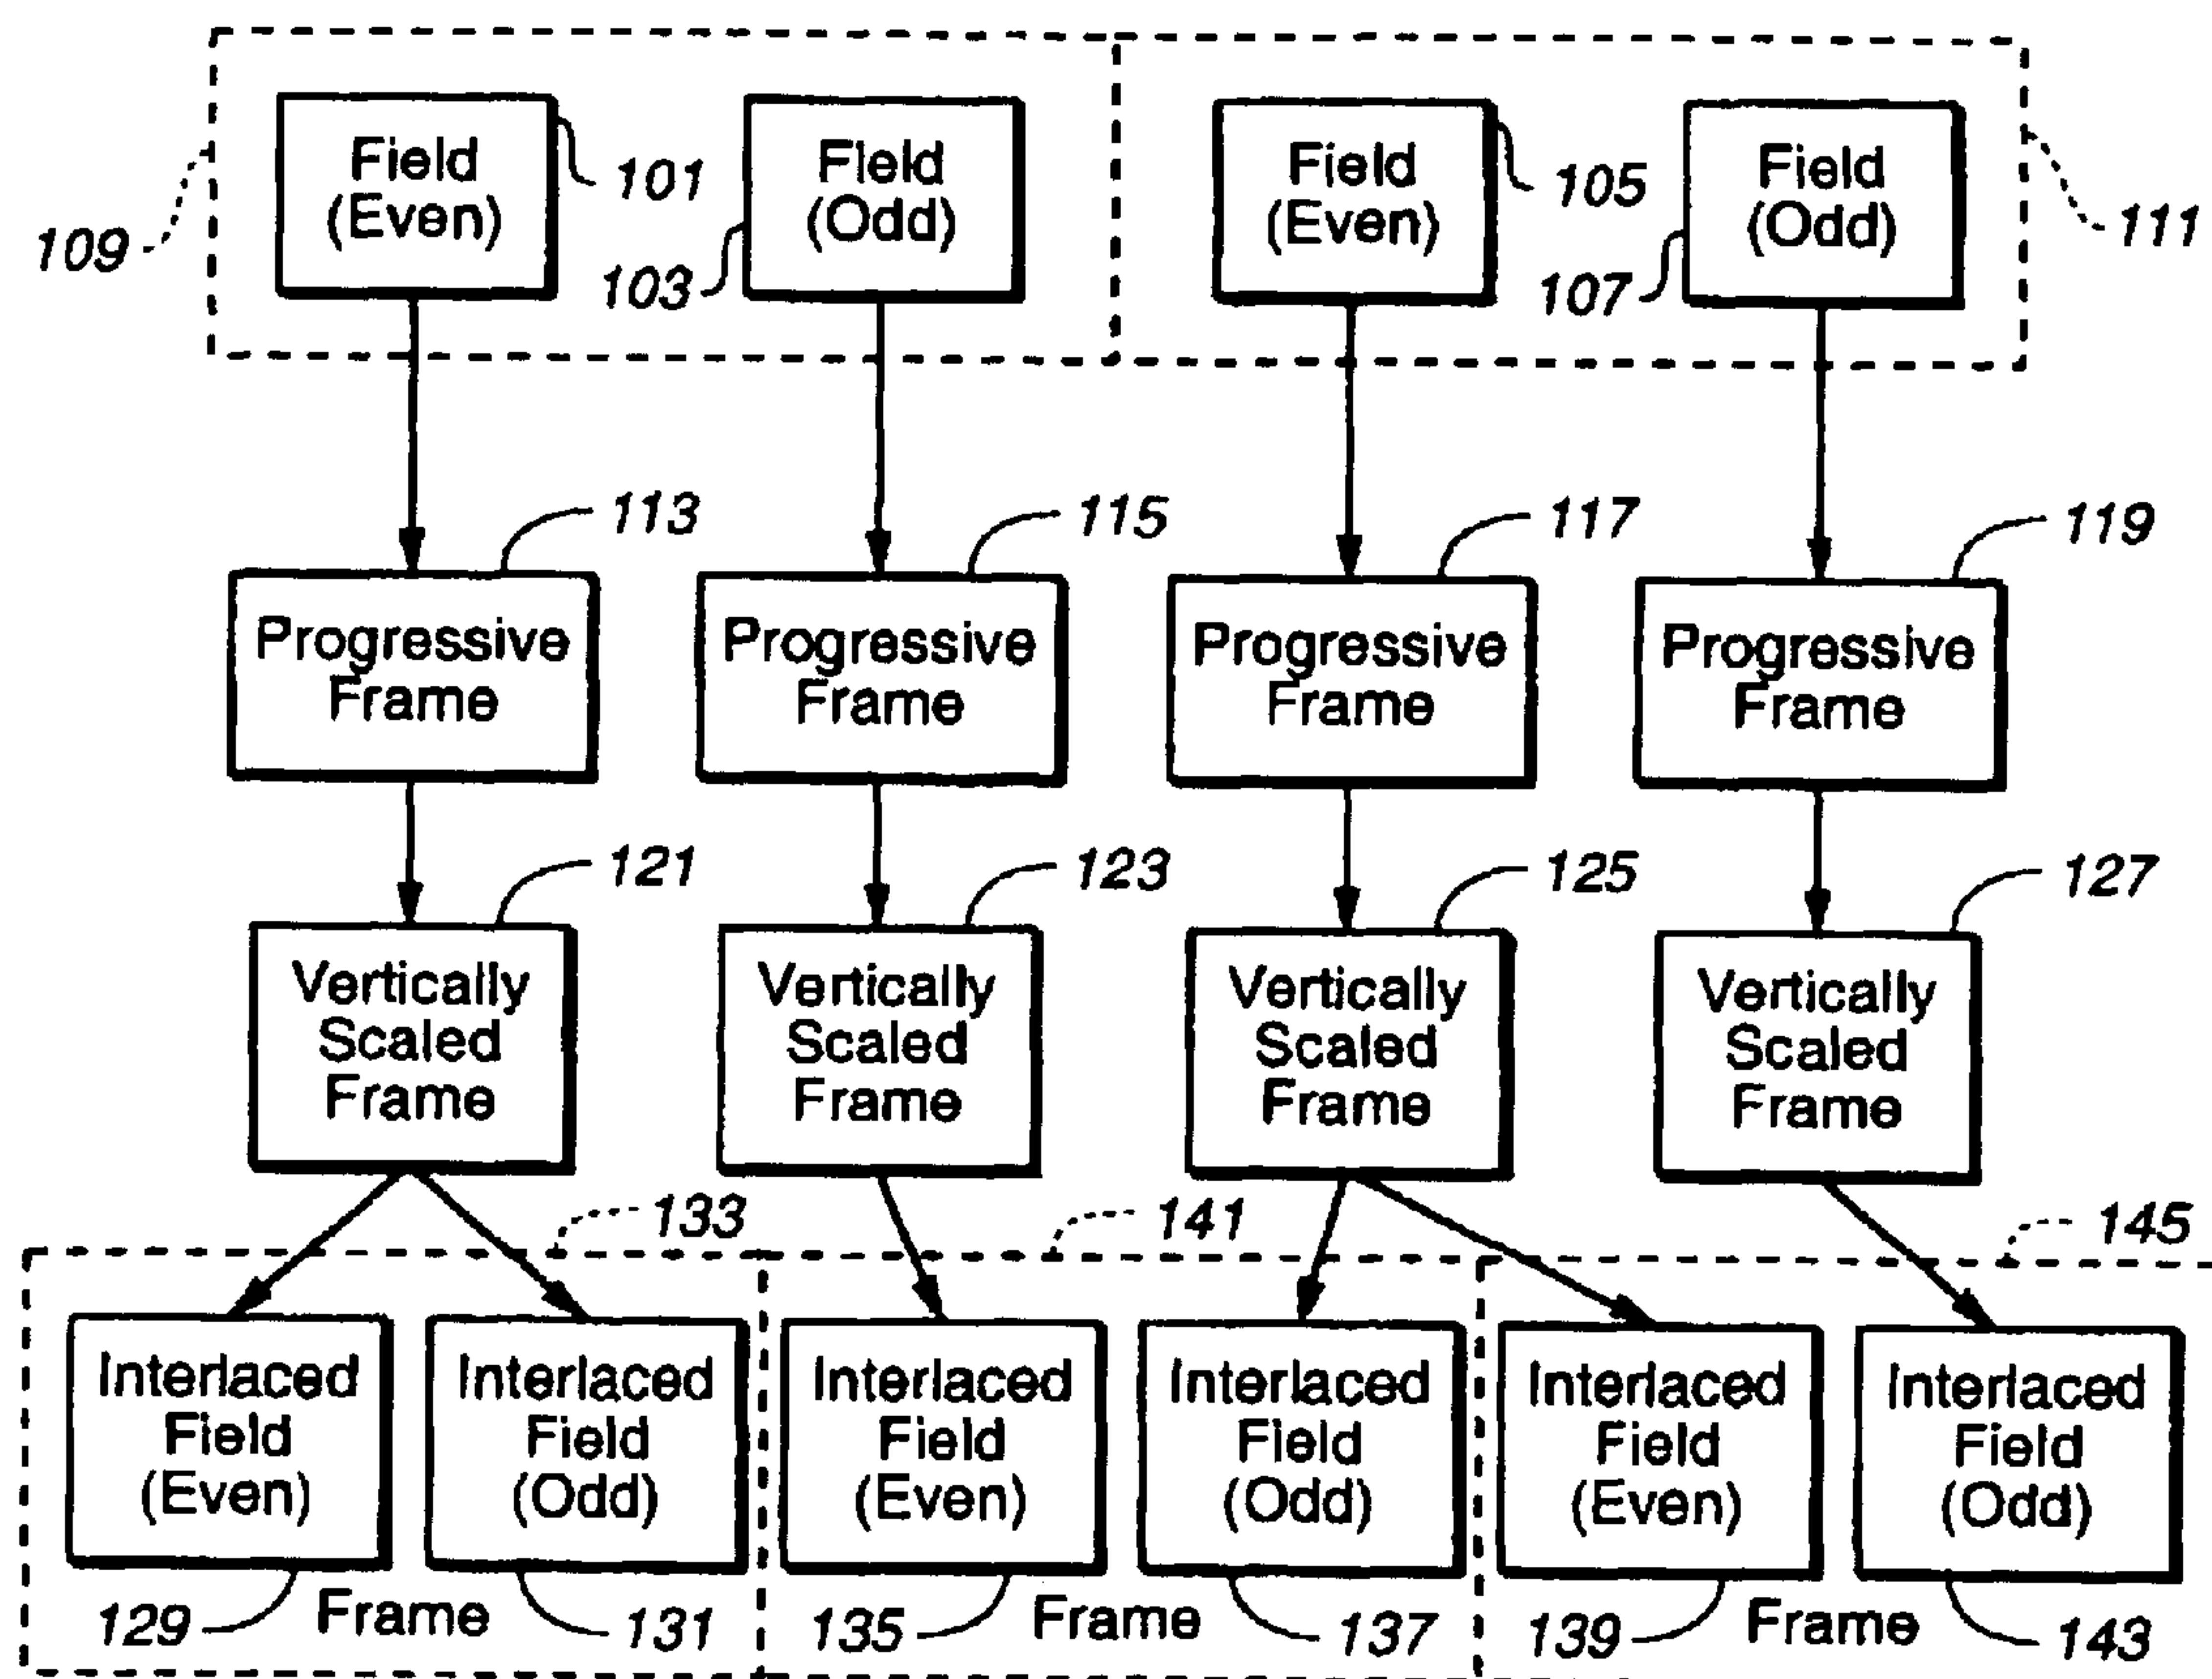 Field
(Even)
101
Field
(Odd)
103
Field
(Even)
105
Field
(Odd)
107
109
111
113
Progressive
Frame
115
Progressive
Frame
117
Progressive
Frame
119
Progressive
Frame
121
Vertically
Scaled
Frame
123
Vertically
Scaled
Frame
125
Vertically
Scaled
Frame
127
Vertically
Scaled
Frame
133
141
145
Interlaced
Field
(Even)
Interlaced
Field
(Odd)
Interlaced
Field
(Even)
Interlaced
Field
(Odd)
Interlaced
Field
(Even)
Interlaced
Field
(Odd)
129
Frame
131
135
Frame
137
139
Frame
143